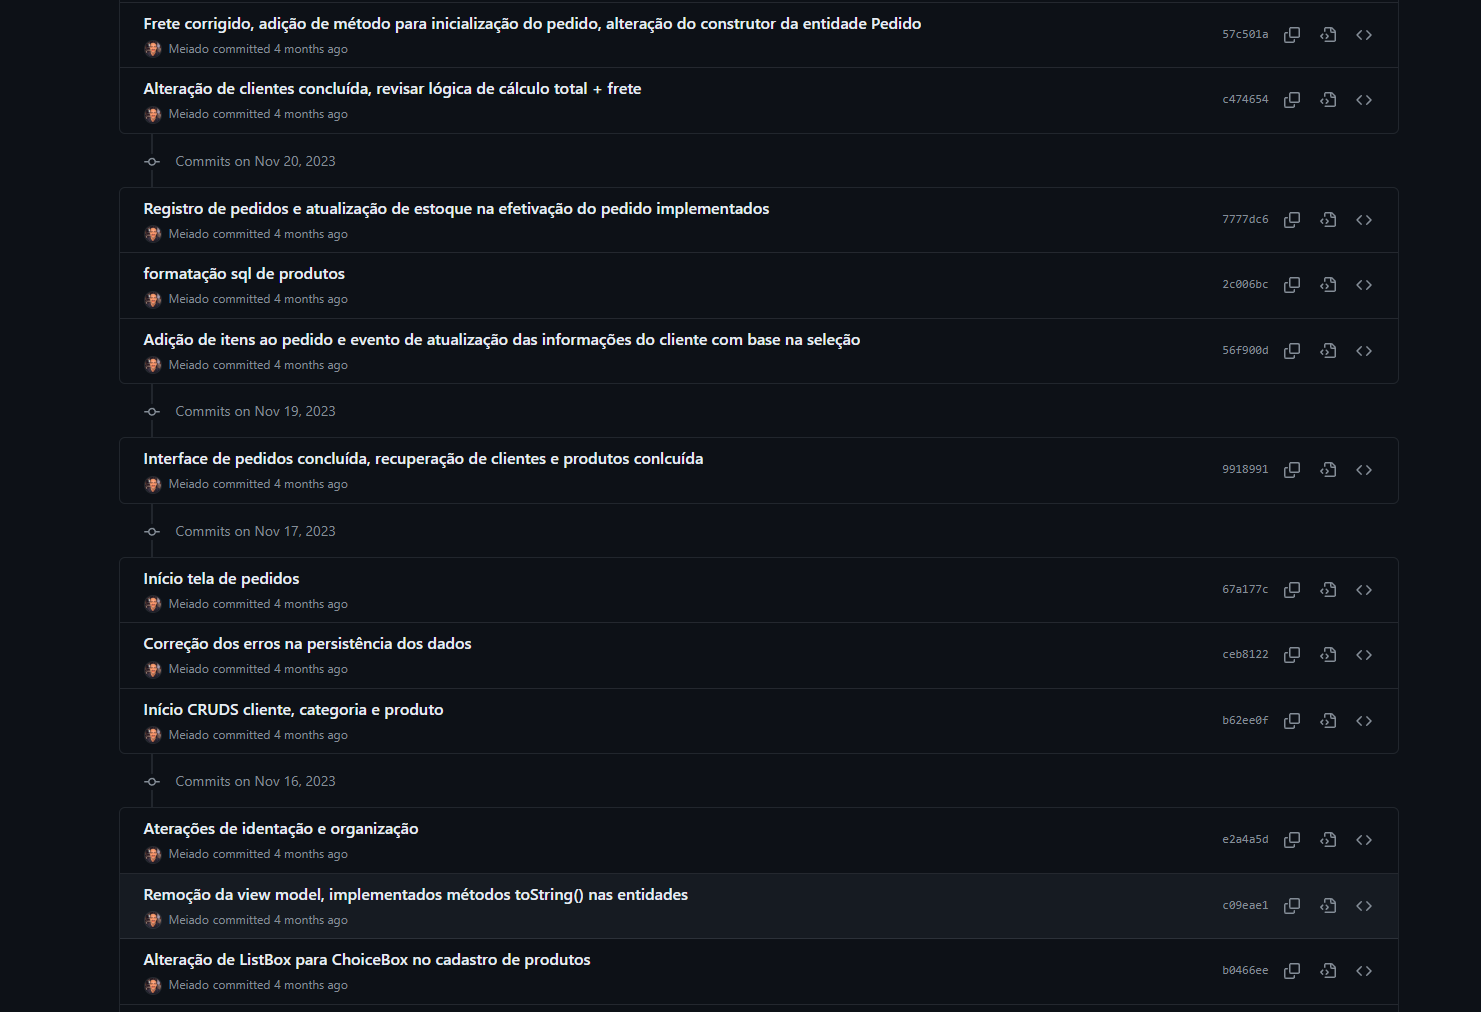 Frete corrigido, adição de método para inicialização do pedido, alteração do construtor da entidade Pedido
Meiado committed 4 months ago
57c501a
Alteração de clientes concluída, revisar lógica de cálculo total + frete
Meiado committed 4 months ago
c474654
Commits on Nov 20, 2023
Registro de pedidos e atualização de estoque na efetivação do pedido implementados
Meiado committed 4 months ago
7777dc6
formatação sql de produtos
Meiado committed 4 months ago
2c006bc
Adição de itens ao pedido e evento de atualização das informações do cliente com base na seleção
Meiado committed 4 months ago
56f900d
Commits on Nov 19, 2023
Interface de pedidos concluída, recuperação de clientes e produtos conlcuída
Meiado committed 4 months ago
9918991
Commits on Nov 17, 2023
Início tela de pedidos
Meiado committed 4 months ago
67a177c
Correção dos erros na persistência dos dados
Meiado committed 4 months ago
ceb8122
Início CRUDS cliente, categoria e produto
Meiado committed 4 months ago
b62ee0f
Commits on Nov 16, 2023
Aterações de identação e organização
Meiado committed 4 months ago
e2a4a5d
Remoção da view model, implementados métodos toString() nas entidades
Meiado committed 4 months ago
c09eae1
Alteração de ListBox para ChoiceBox no cadastro de produtos
Meiado committed 4 months ago
b0466ee